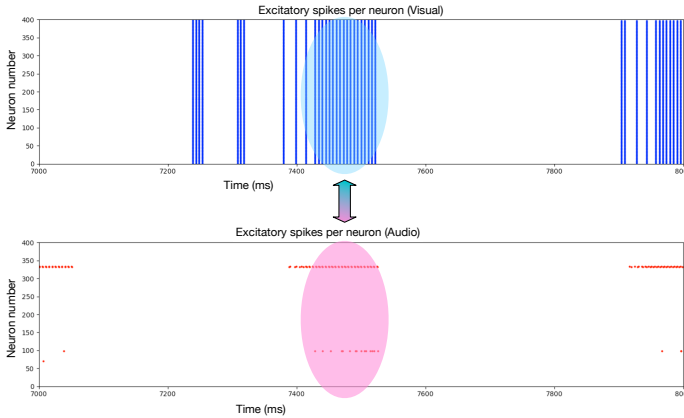 Excitatory spikes per neuron (Visual)
400
350
300
250
200
150
100
50
0
Neuron number
7000 7200 7400 7600 7800 80
Time (ms)
Excitatory spikes per neuron (Audio)
400
350
300
250
200
150
100
50
0
Neuron number
7000 7200 7400 7600 7800 80
Time (ms)